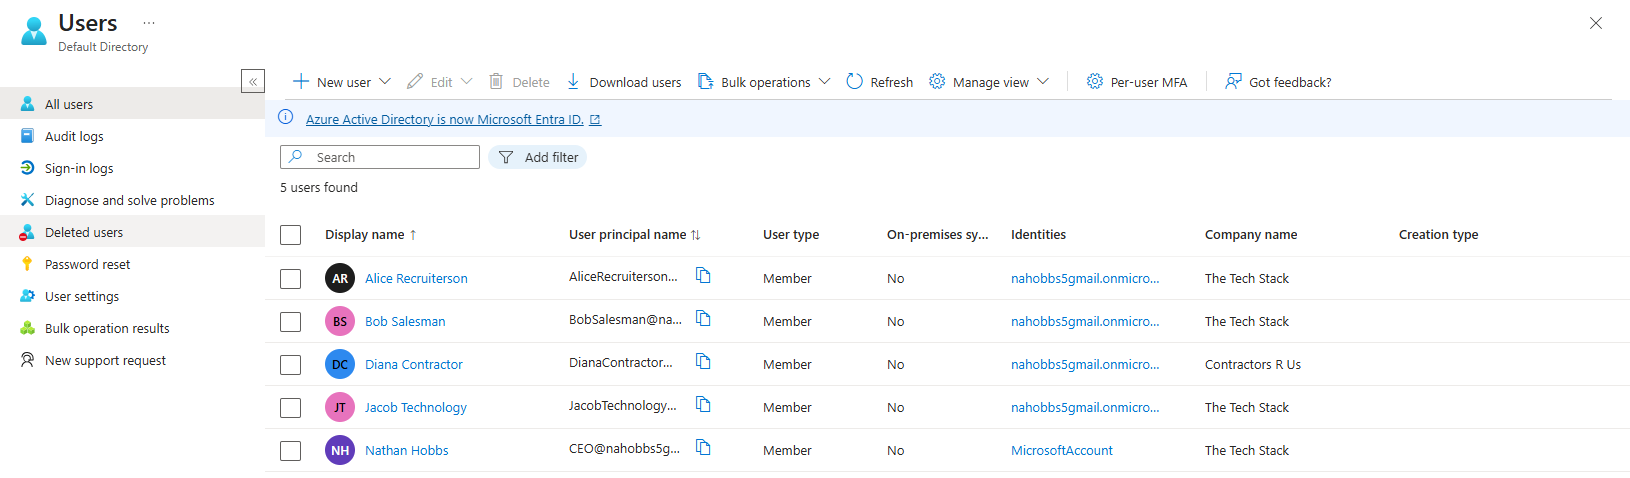 Users ...
Default Directory
«
New user Edit Delete Download users Bulk operations Refresh Manage view Per-user MFA Got feedback?
All users
Audit logs
Sign-in logs
Diagnose and solve problems
Deleted users
Password reset
User settings
Bulk operation results
New support request
Azure Active Directory is now Microsoft Entra ID.
Search Add filter
5 users found
Display name ↑ User principal name ↑↓ User type On-premises sy... Identities Company name Creation type
AR Alice Recruiterson AliceRecruiterson... Member No nahobbs5gmail.onmicro... The Tech Stack
BS Bob Salesman BobSalesman@na... Member No nahobbs5gmail.onmicro... The Tech Stack
DC Diana Contractor DianaContractor... Member No nahobbs5gmail.onmicro... Contractors R Us
JT Jacob Technology JacobTechnology... Member No nahobbs5gmail.onmicro... The Tech Stack
NH Nathan Hobbs CEO@nahobbs5g... Member No MicrosoftAccount The Tech Stack